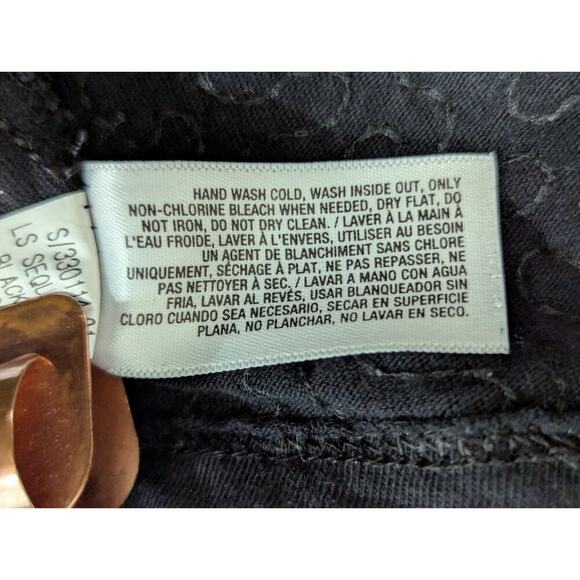 HAND WASH COLD, WASH INSIDE OUT, ONLY
NON-CHLORINE BLEACH WHEN NEEDED, DRY FLAT, DO
NOT IRON, DO NOT DRY CLEAN. / LAVER À LA MAIN À
L'EAU FROIDE, LAVER À L'ENVERS, UTILISER AU BESOIN
UN AGENT DE BLANCHIMENT SANS CHLORE
UNIQUEMENT, SÉCHAGE À PLAT, NE PAS REPASSER, NE
PAS NETTOYER À SEC. / LAVAR A MANO CON AGUA
FRIA, LAVAR AL REVÉS, USAR BLANQUEADOR SIN
CLORO CUANDO SEA NECESARIO, SECAR EN SUPERFICIE
PLANA, NO PLANCHAR, NO LAVAR EN SECO.
LS SEQU
BLACK